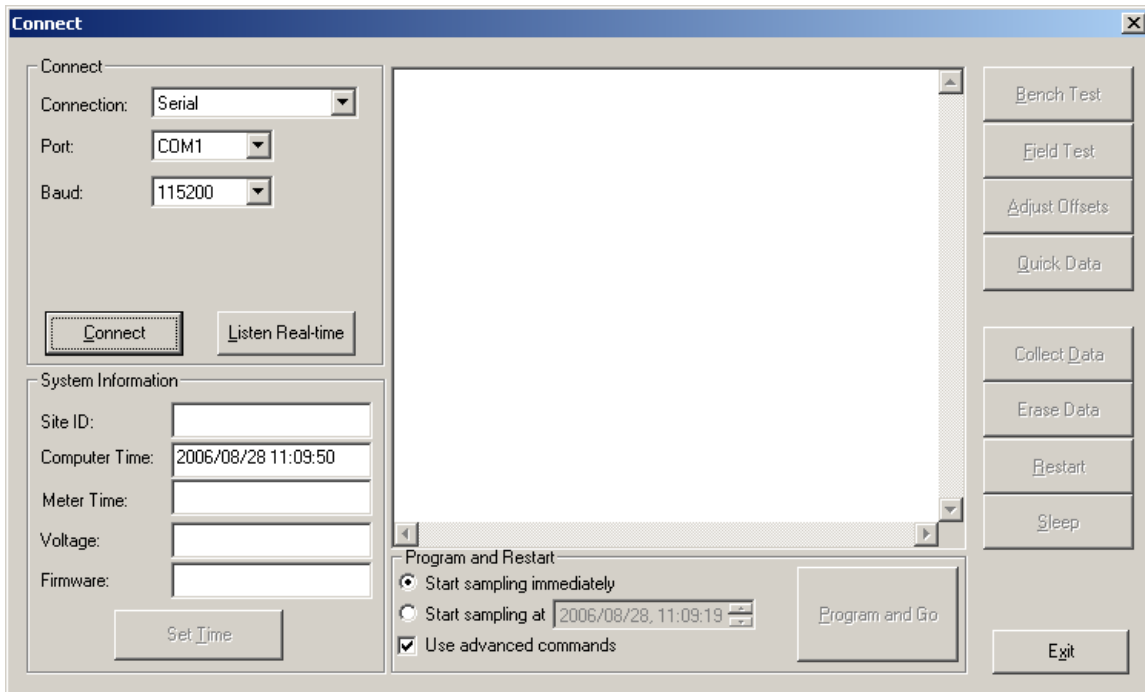 Connect
Connect
Connection: Serial
Port: COM1
Baud: 115200
Connect Listen Real-time
System Information
Site ID:
Computer Time: 2006/08/28 11:09:50
Meter Time:
Voltage:
Firmware:
Set Time
Program and Restart
Start sampling immediately
Start sampling at 2006/08/28, 11:09:19
Use advanced commands
Program and Go
Bench Test
Field Test
Adjust Offsets
Quick Data
Collect Data
Erase Data
Restart
Sleep
Exit